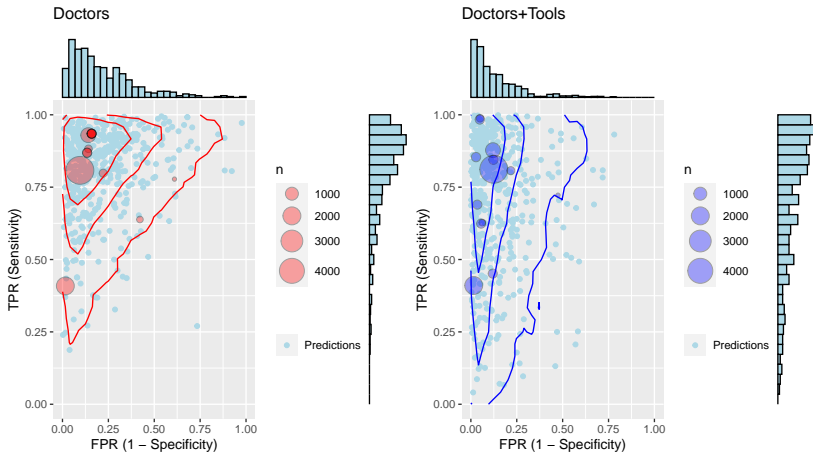 Doctors
1.00
0.75
0.50
0.25
0.00
TPR (Sensitivity)
0.00 0.25 0.50 0.75 1.00
FPR (1 − Specificity)
n
1000
2000
3000
4000
Predictions
Doctors+Tools
1.00
0.75
0.50
0.25
0.00
TPR (Sensitivity)
0.00 0.25 0.50 0.75 1.00
FPR (1 − Specificity)
n
1000
2000
3000
4000
Predictions